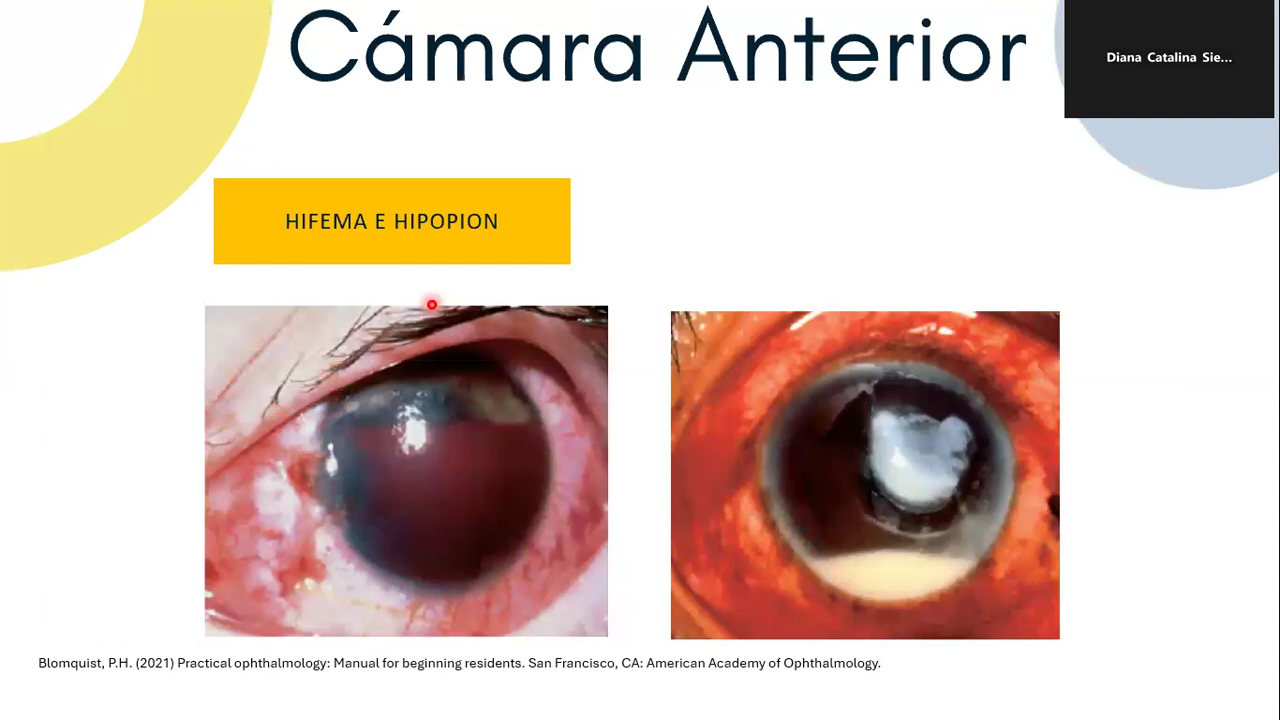 Cámara Anterior
Diana Catalina Sie...
HIFEMA E HIPOPION
Blomquist, P.H. (2021) Practical ophthalmology: Manual for beginning residents. San Francisco, CA: American Academy of Ophthalmology.